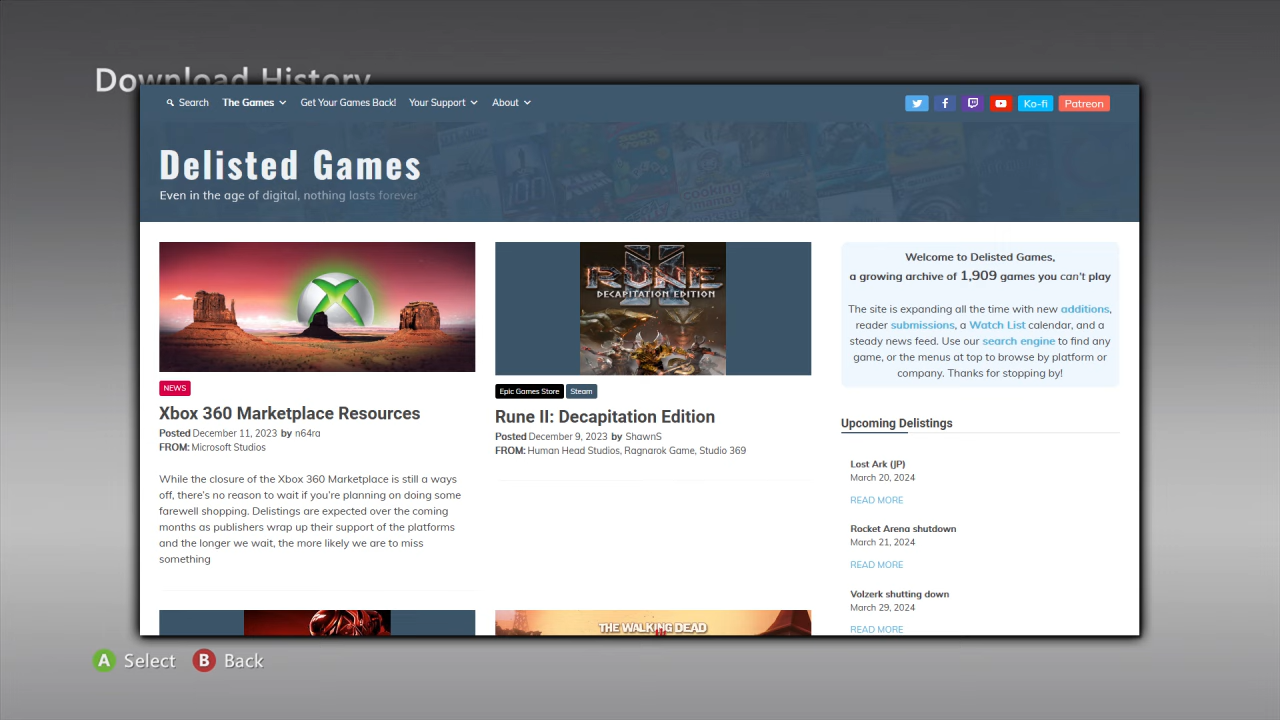 Download History
Search The Games Get Your Games Back! Your Support About
Ko-fi Patreon
Delisted Games
Even in the age of digital, nothing lasts forever
NEWS
Xbox 360 Marketplace Resources
Posted December 11, 2023 by n64ra
FROM: Microsoft Studios
While the closure of the Xbox 360 Marketplace is still a ways
off, there's no reason to wait if you're planning on doing some
farewell shopping. Delistings are expected over the coming
months as publishers wrap up their support of the platforms
and the longer we wait, the more likely we are to miss
something
RUNE II
DECAPITATION EDITION
Epic Games Store Steam
Rune II: Decapitation Edition
Posted December 9, 2023 by ShawnS
FROM: Human Head Studios, Ragnarok Game, Studio 369
THE WALKING DEAD
Welcome to Delisted Games,
a growing archive of 1,909 games you can't play
The site is expanding all the time with new additions,
reader submissions, a Watch List calendar, and a
steady news feed. Use our search engine to find any
game, or the menus at top to browse by platform or
company. Thanks for stopping by!
Upcoming Delistings
Lost Ark (JP)
March 20, 2024
READ MORE
Rocket Arena shutdown
March 21, 2024
READ MORE
Volzerk shutting down
March 29, 2024
READ MORE
A Select B Back